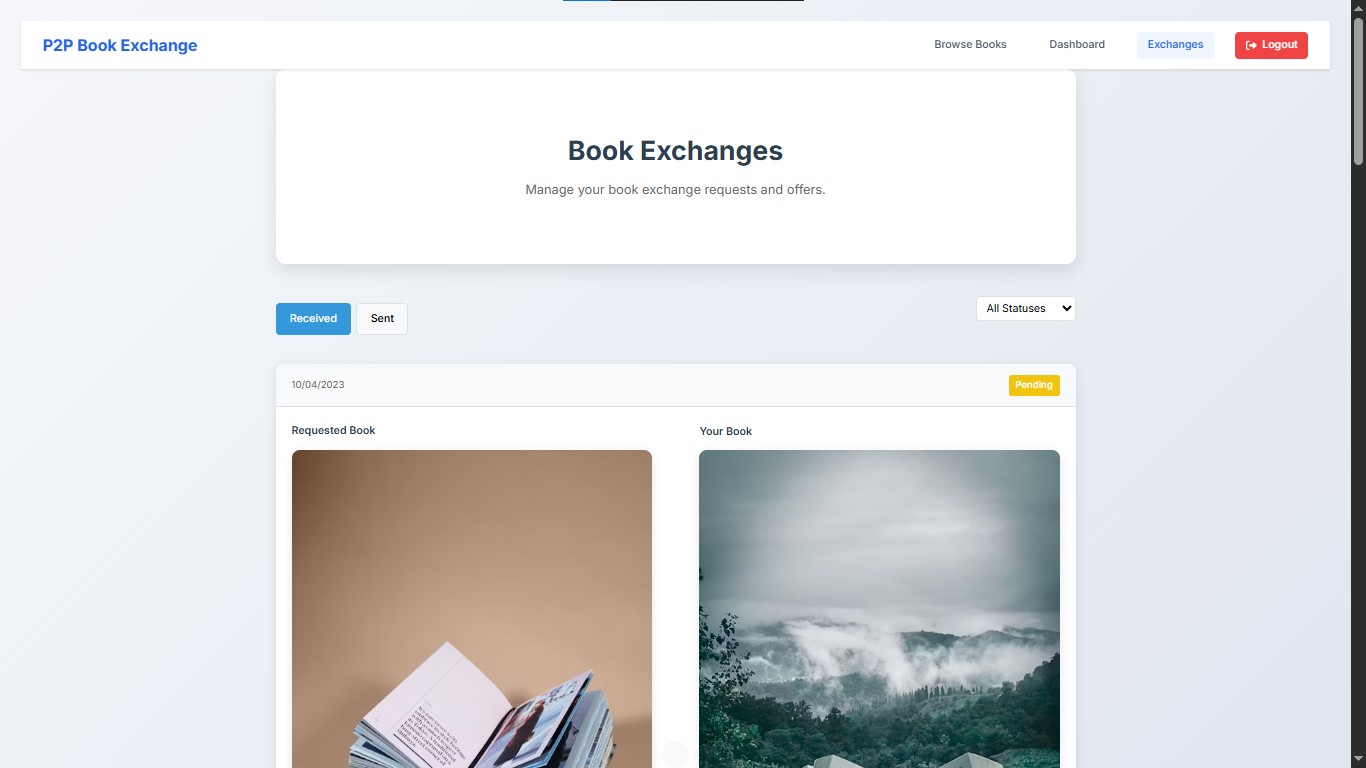 P2P Book Exchange
Browse Books
Dashboard
Exchanges
Logout
Book Exchanges
Manage your book exchange requests and offers.
Received
Sent
All Statuses
10/04/2023
Pending
Requested Book
Your Book